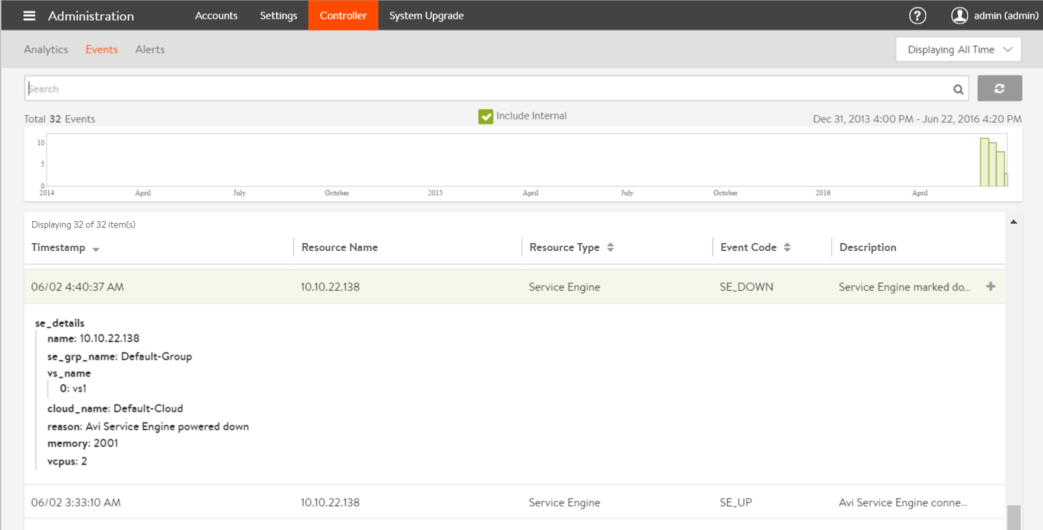 Administration Accounts Settings Controller System Upgrade ? admin (admin)
Analytics Events Alerts Displaying All Time
Search
Total 32 Events Include Internal Dec 31, 2013 4:00 PM - Jun 22, 2016 4:20 PM
10
5
0
2014 April July October 2015 April July October 2016 April
Displaying 32 of 32 item(s)
Timestamp Resource Name Resource Type Event Code Description
06/02 4:40:37 AM 10.10.22.138 Service Engine SE_DOWN Service Engine marked do... +
se_details
name: 10.10.22.138
se_grp_name: Default-Group
vs_name
0: vs1
cloud_name: Default-Cloud
reason: Avi Service Engine powered down
memory: 2001
vcpus: 2
06/02 3:33:10 AM 10.10.22.138 Service Engine SE_UP Avi Service Engine conne...